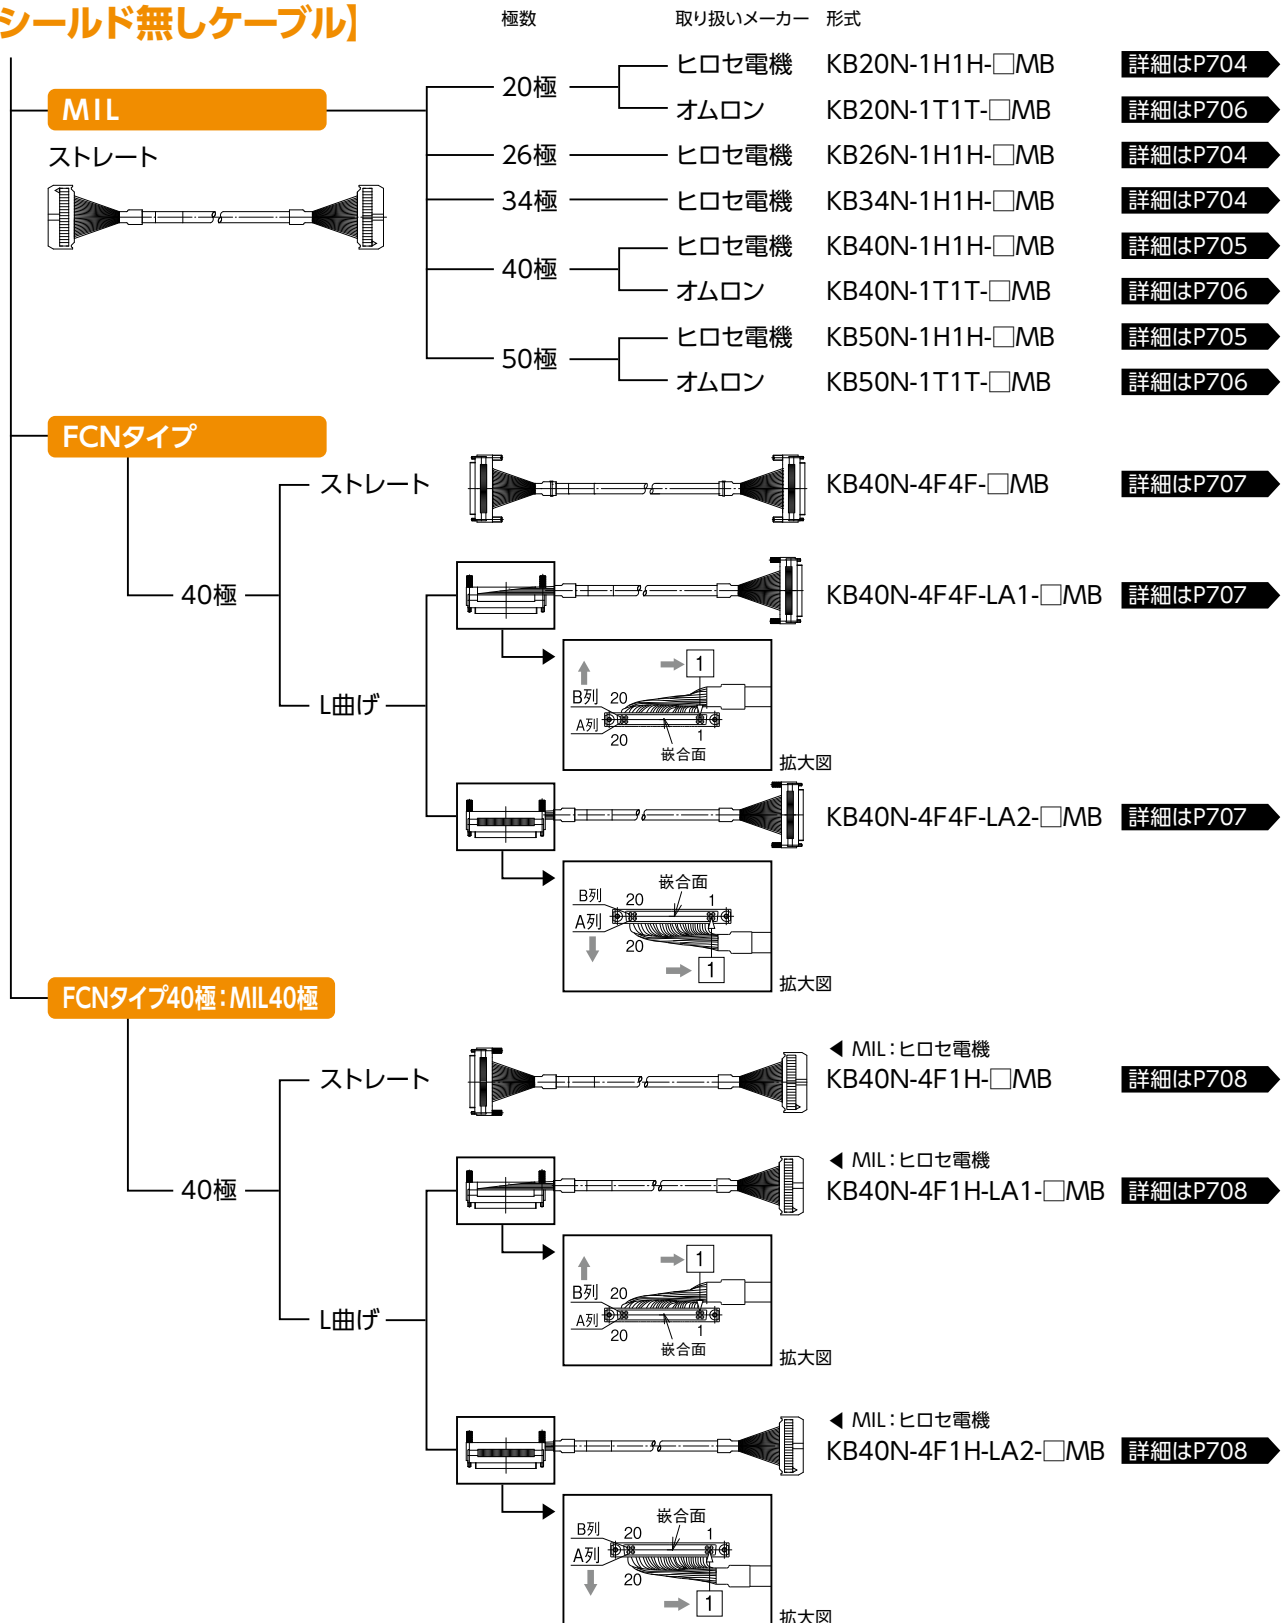 シールド無しケーブル】
極数 取り扱いメーカー 形式
MIL
ストレート
20極
ヒロセ電機 KB20N-1H1H-□MB 詳細はP704
オムロン KB20N-1T1T-□MB 詳細はP706
26極 ヒロセ電機 KB26N-1H1H-□MB 詳細はP704
34極 ヒロセ電機 KB34N-1H1H-□MB 詳細はP704
40極
ヒロセ電機 KB40N-1H1H-□MB 詳細はP705
オムロン KB40N-1T1T-□MB 詳細はP706
50極
ヒロセ電機 KB50N-1H1H-□MB 詳細はP705
オムロン KB50N-1T1T-□MB 詳細はP706
FCNタイプ
40極
ストレート KB40N-4F4F-□MB 詳細はP707
L曲げ
KB40N-4F4F-LA1-□MB 詳細はP707
1
B列 20
A列
20
1
嵌合面
拡大図
KB40N-4F4F-LA2-□MB 詳細はP707
嵌合面
B列 20 1
A列
20
1
拡大図
FCNタイプ40極：MIL40極
40極
◀ MIL：ヒロセ電機
ストレート KB40N-4F1H-□MB 詳細はP708
L曲げ
◀ MIL：ヒロセ電機
KB40N-4F1H-LA1-□MB 詳細はP708
1
B列 20
A列
20
1
嵌合面
拡大図
◀ MIL：ヒロセ電機
KB40N-4F1H-LA2-□MB 詳細はP708
嵌合面
B列 20 1
A列
20
1
拡大図